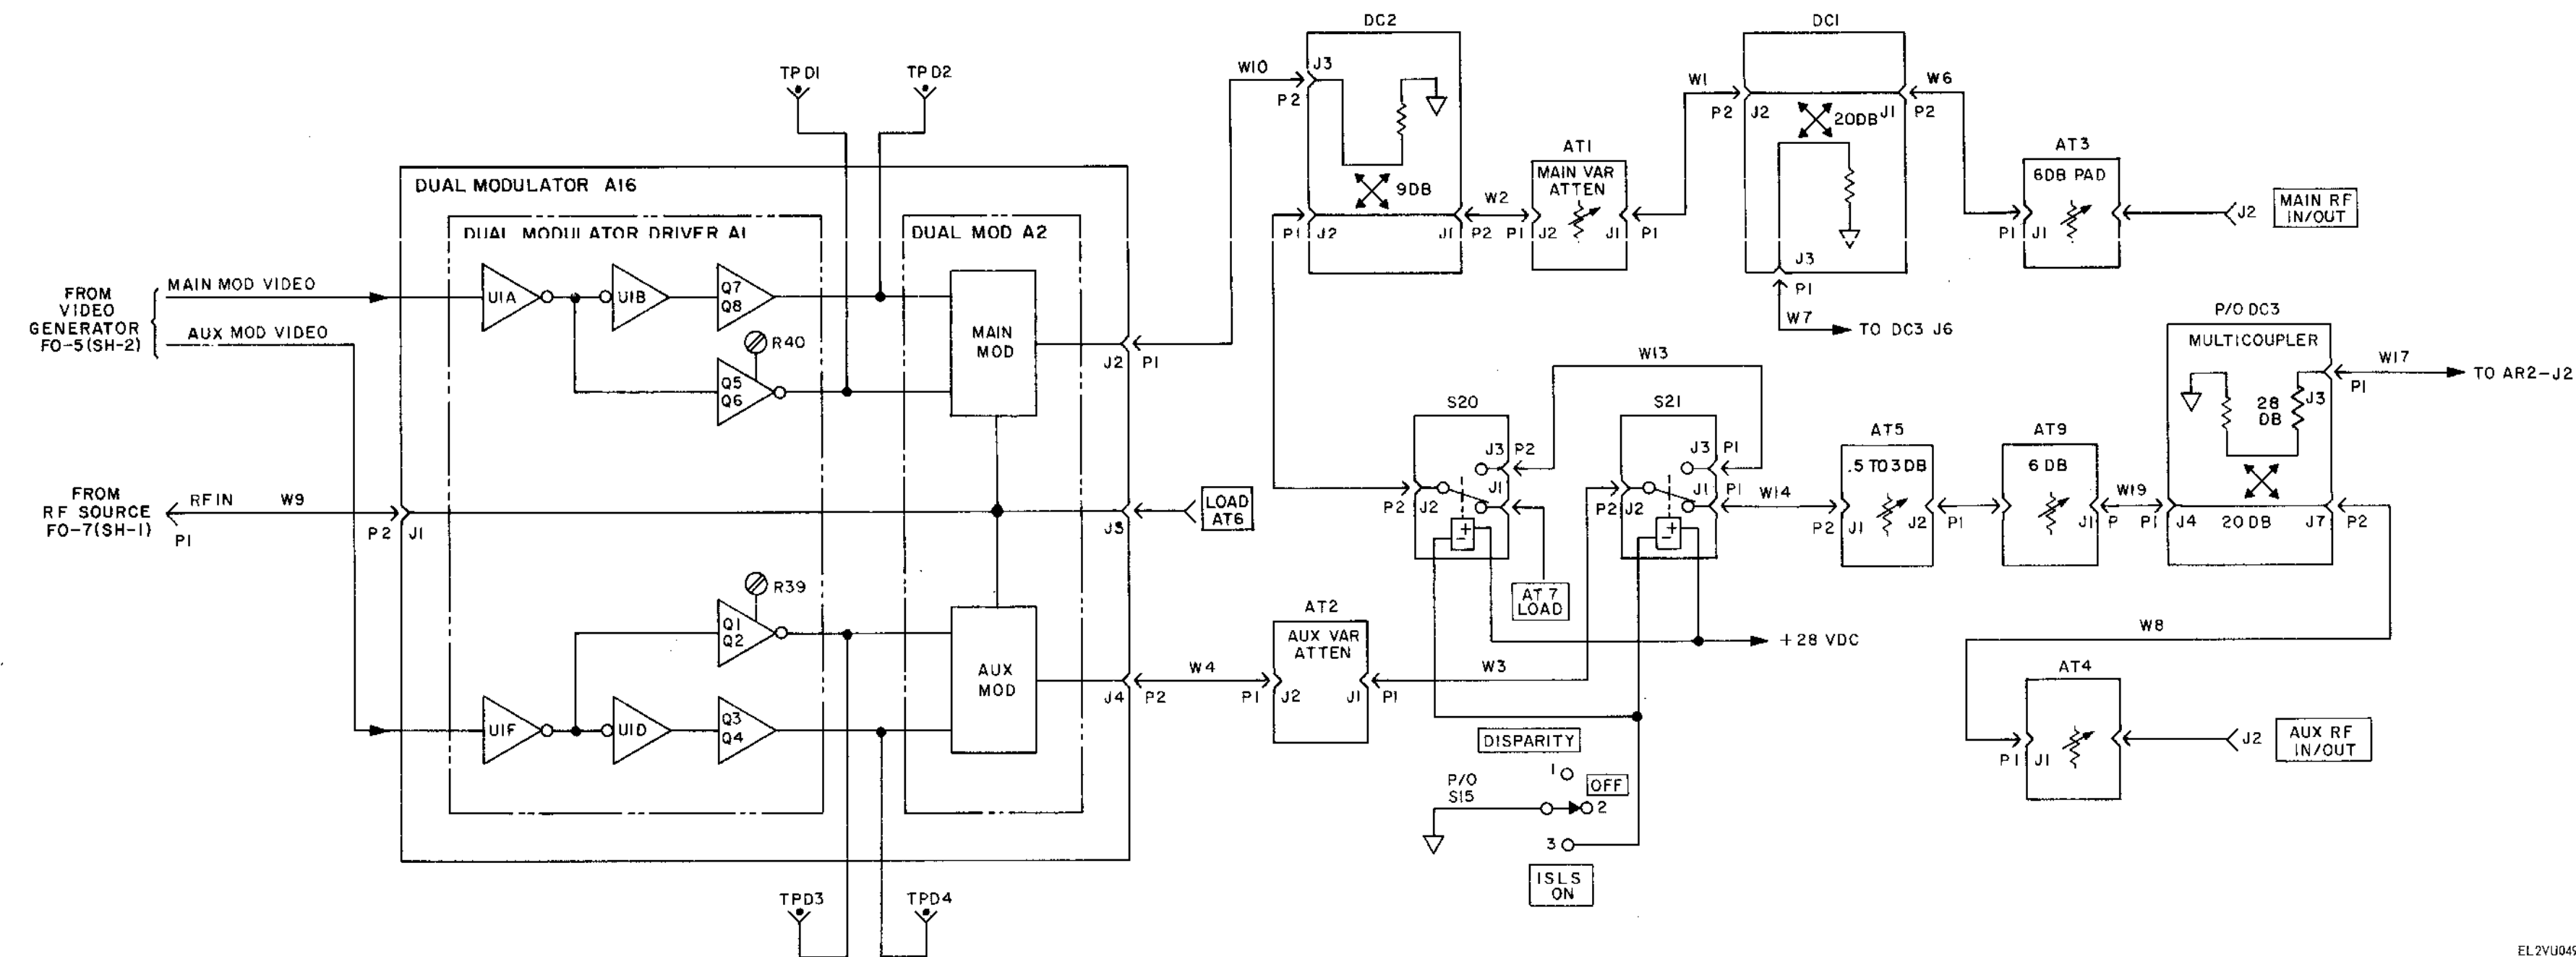 DC2
DC1
TPD1
TPD2
W10
J3
P2
W1
P2
J2
20DB
J1
P2
W6
AT1
MAIN VAR
ATTEN
AT3
6DB PAD
9DB
W2
P1
J2
J1
P2
P1
J2
J1
P1
J3
P1
W7
TO DC3 J6
P1
J1
J2
MAIN RF
IN/OUT
DUAL MODULATOR A16
DUAL MODULATOR DRIVER A1
DUAL MOD A2
FROM
VIDEO
GENERATOR
FO-5(SH-2)
MAIN MOD VIDEO
AUX MOD VIDEO
U1A
U1B
Q7
Q8
R40
Q5
Q6
MAIN
MOD
J2
P1
P/O DC3
MULTICOUPLER
W17
P1
TO AR2-J2
28
DB
J3
W13
S20
S21
J3
P2
J3
P1
J1
J1
P1
P2
J2
P2
J2
W14
AT5
.5 TO 3DB
P2
J1
J2
P1
AT9
6 DB
J1
P
W19
P1
J4
20 DB
J7
P2
FROM
RF SOURCE
FO-7(SH-1)
RF IN
W9
P1
P2
J1
J3
LOAD
AT6
+
-
+
-
AT 7
LOAD
+28 VDC
R39
Q1
Q2
U1F
U1D
Q3
Q4
AUX
MOD
J4
P2
W4
P1
AT2
AUX VAR
ATTEN
J2
J1
P1
W3
W8
AT4
P1
J1
J2
AUX RF
IN/OUT
DISPARITY
1
OFF
P/O
S15
2
3
ISLS
ON
TPD3
TPD4
EL2VU049